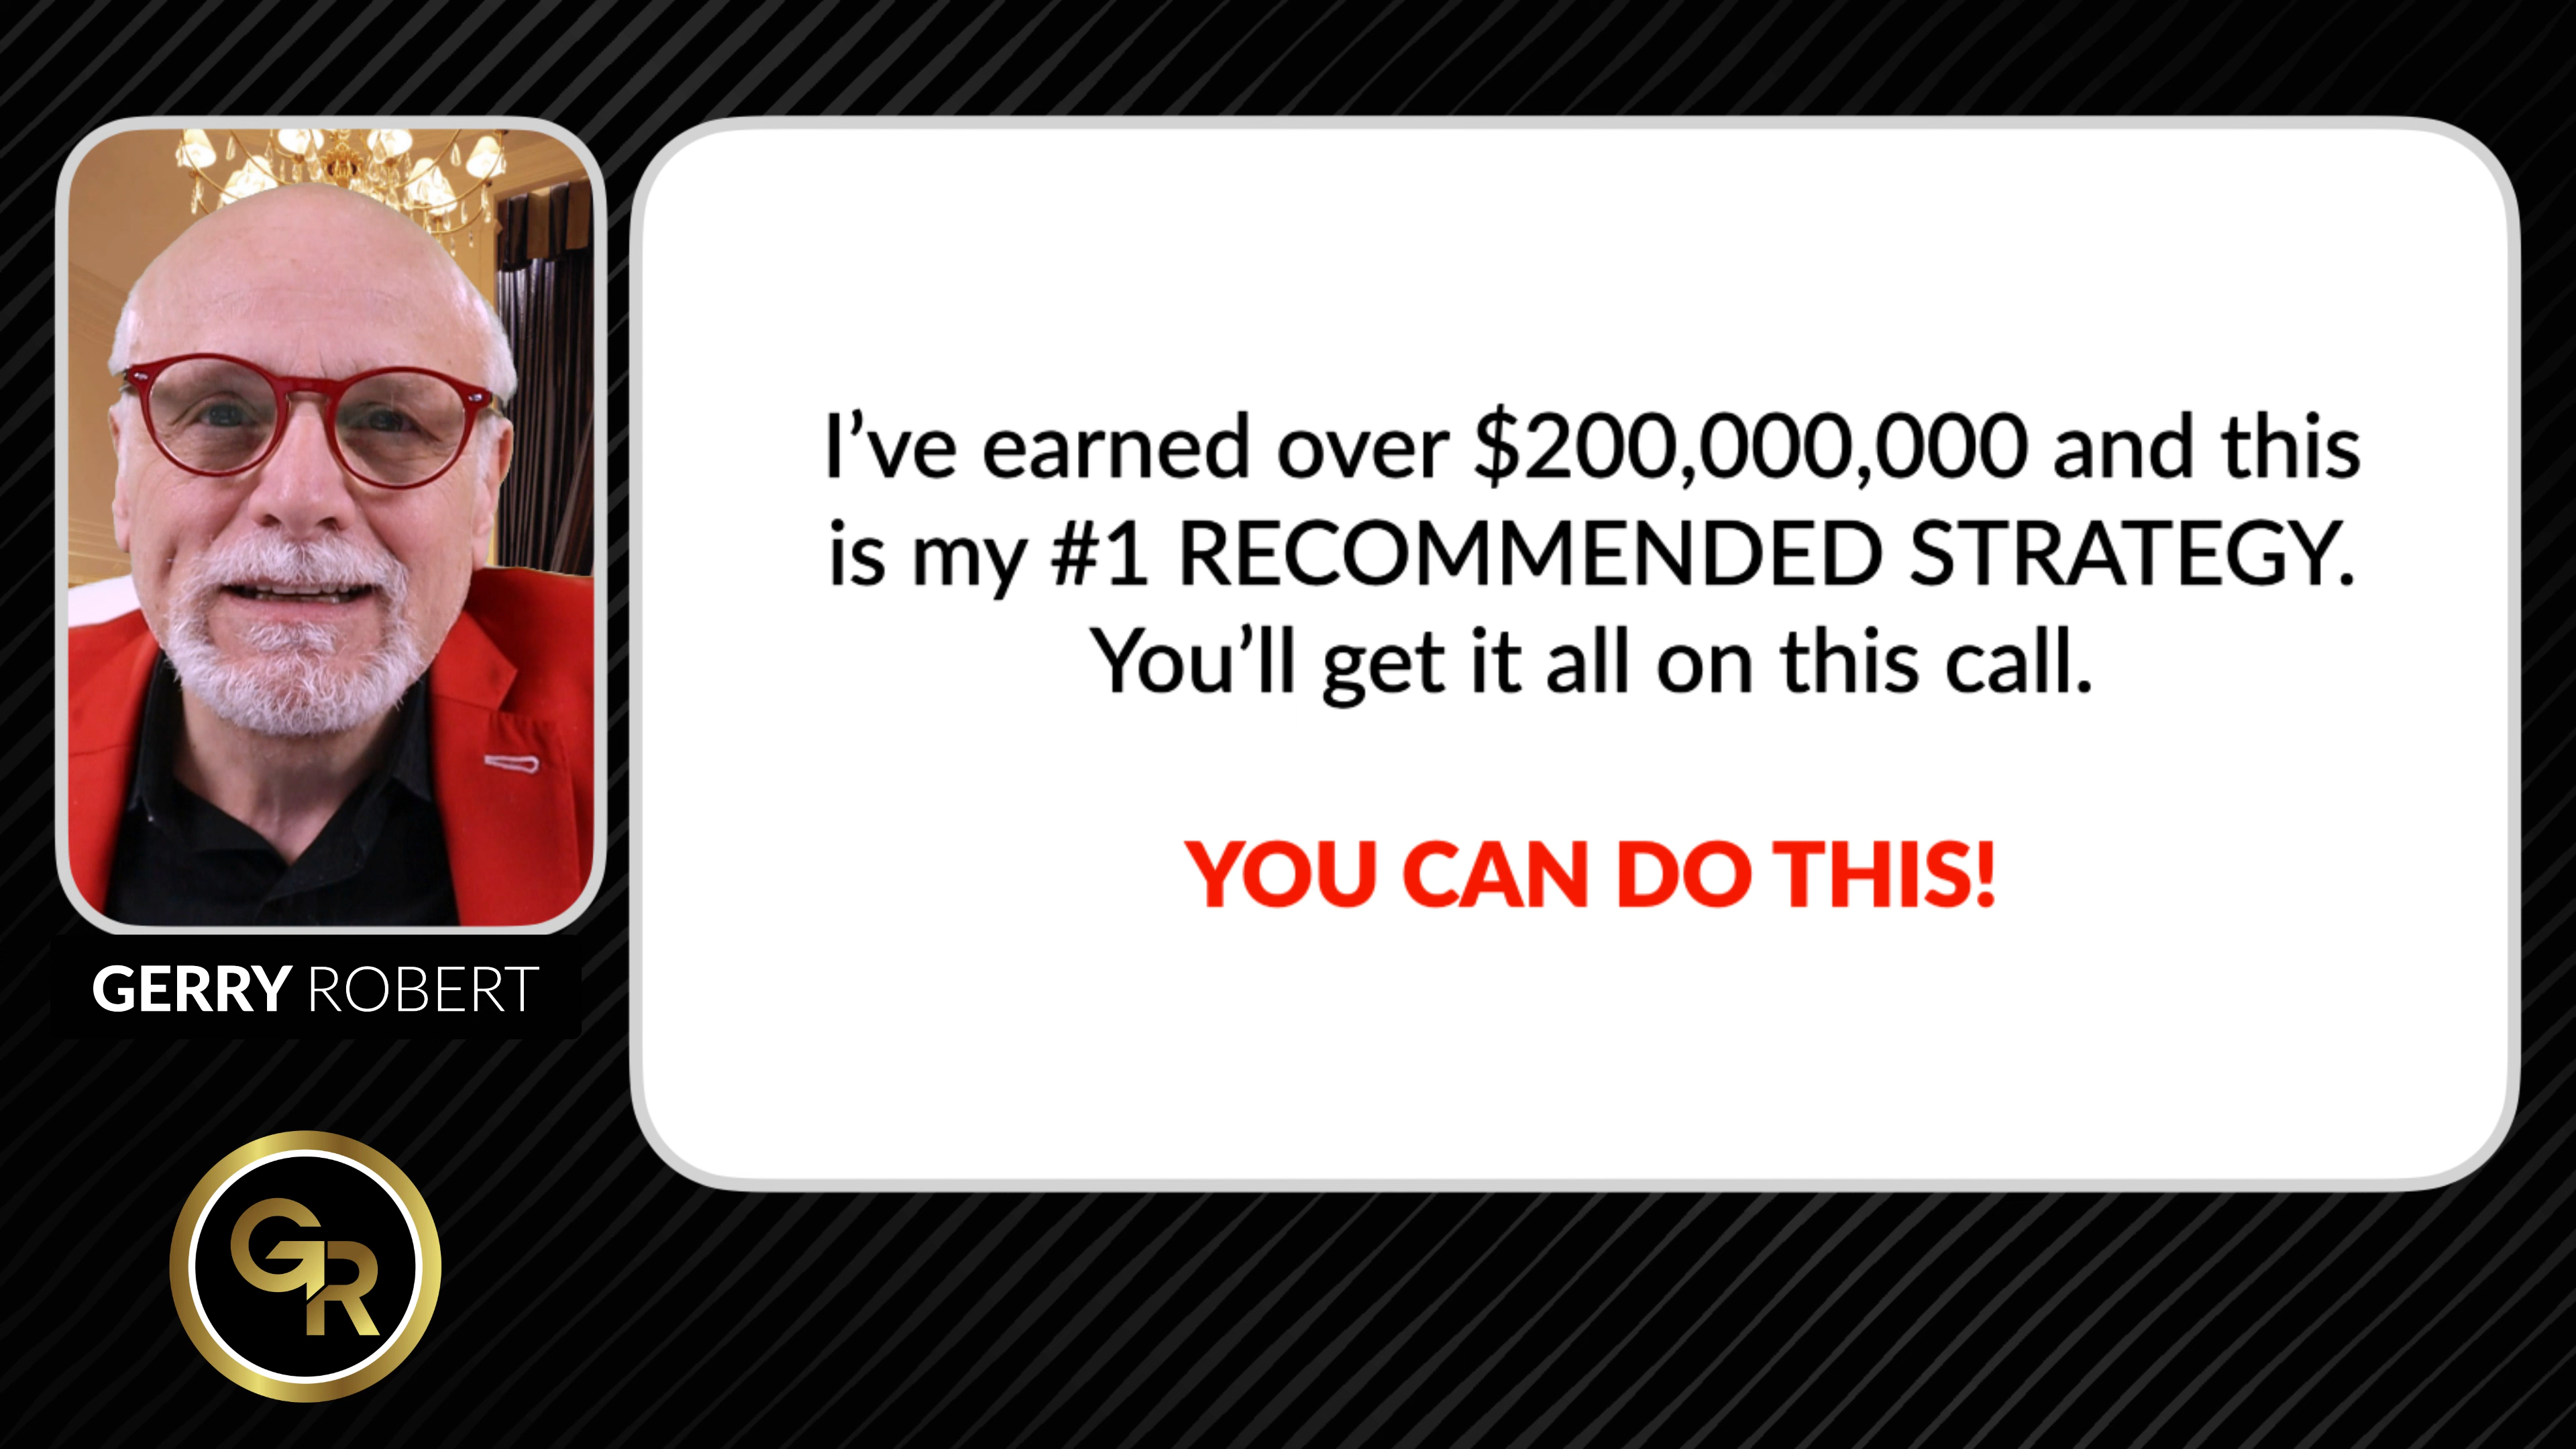 I’ve earned over $200,000,000 and this
is my #1 RECOMMENDED STRATEGY.
You’ll get it all on this call.
YOU CAN DO THIS!
GERRY ROBERT
GR